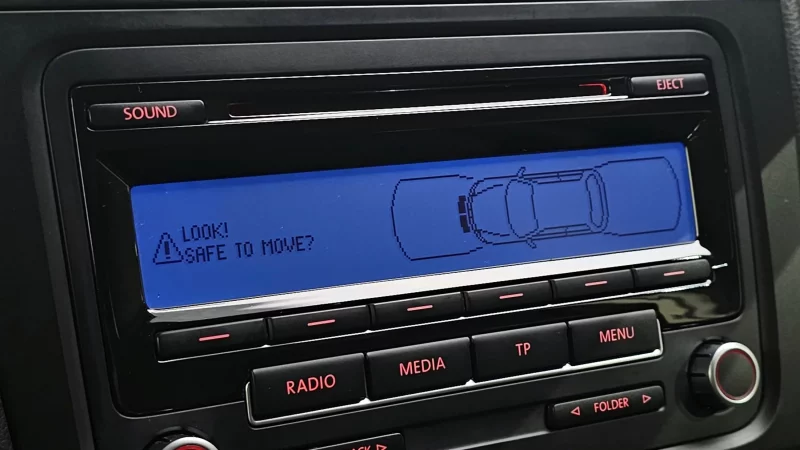 SOUND
EJECT
LOOK!
SAFE TO MOVE?
RADIO
MEDIA
TP
MENU
FOLDER